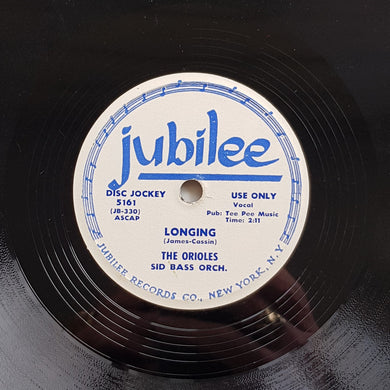 jubilee
DISC JOCKEY USE ONLY
5161 Vocal
(JB-330) Pub: Tee Pee Music
ASCAP Time: 2:11
LONGING
(James-Cassin)
THE ORIOLES
SID BASS ORCH.
JUBILEE RECORDS CO., NEW YORK, N.Y.